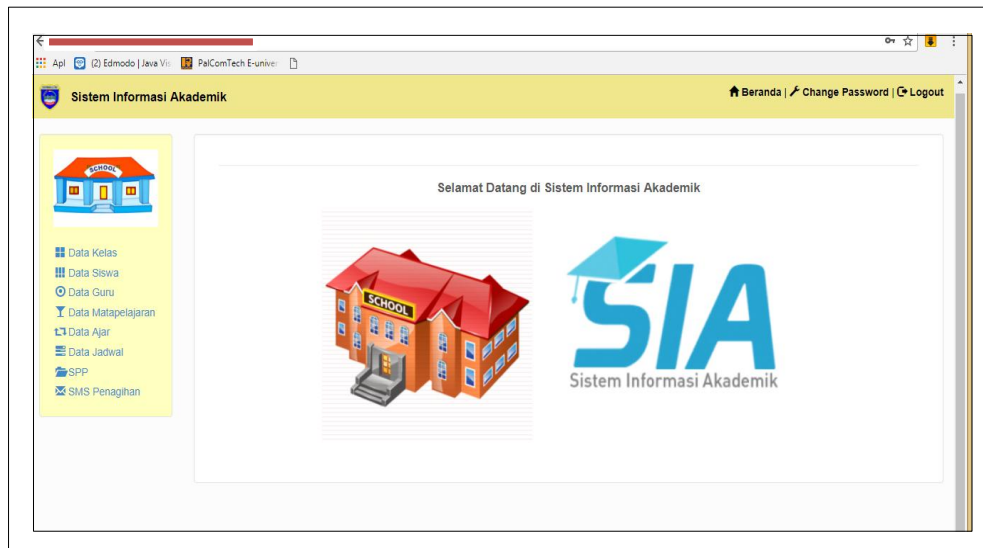 Apl (2) Edmodo | Java Vis PalComTech E-univer
Sistem Informasi Akademik
Beranda | Change Password | Logout
SCHOOL
Data Kelas
Data Siswa
Data Guru
Data Matapelajaran
Data Ajar
Data Jadwal
SPP
SMS Penagihan
Selamat Datang di Sistem Informasi Akademik
SCHOOL
SIA
Sistem Informasi Akademik